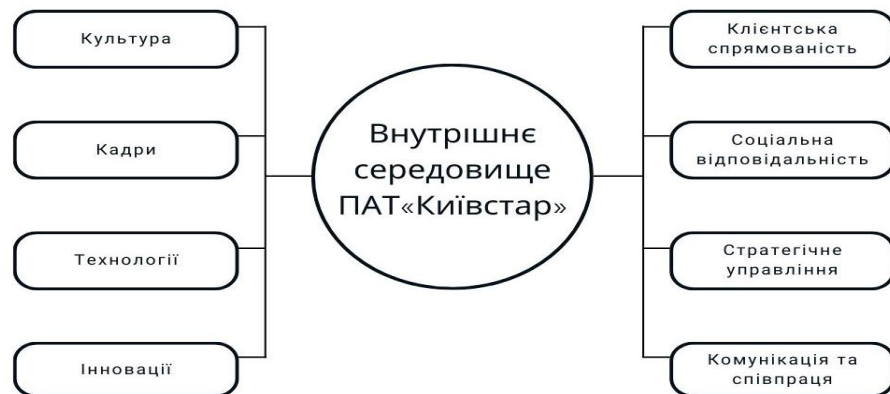 Культура
Кадри
Технології
Інновації
Внутрішнє
середовище
ПАТ«Київстар»
Клієнтська
спрямованість
Соціальна
відповідальність
Стратегічне
управління
Комунікація та
співпраця